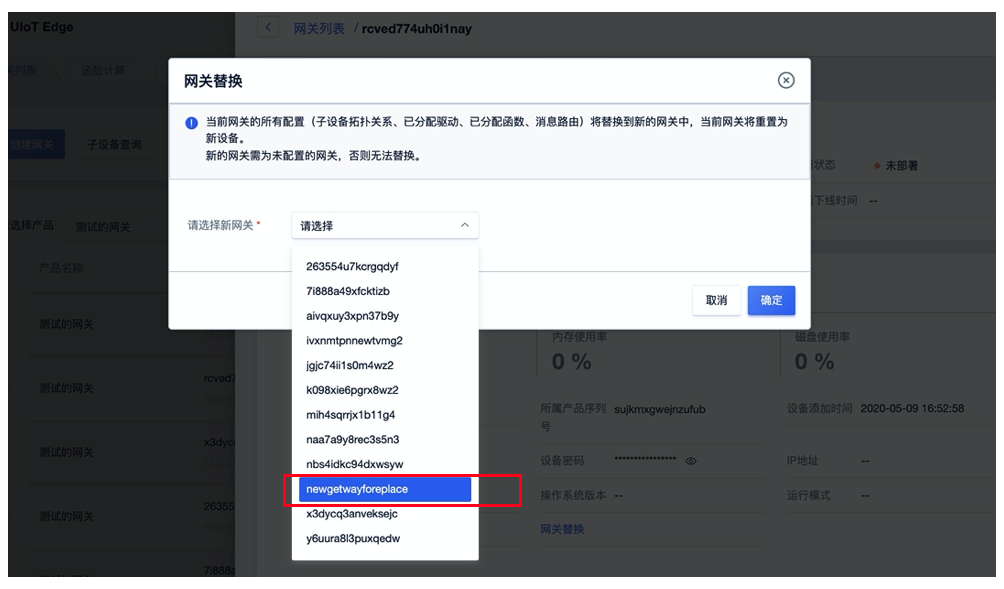 UIoT Edge
网关列表 / rcved774uh0i1nay
函数计算
网关替换
当前网关的所有配置（子设备拓扑关系、已分配驱动、已分配函数、消息路由）将替换到新的网关中，当前网关将重置为
新设备。
新的网关需为未配置的网关，否则无法替换。
创建网关
子设备查询
状态
未部署
下线时间 --
选择产品
测试的网关
请选择新网关 *
请选择
产品名称
263554u7kcrgqdyf
7i888a49xfcktizb
aivqxuy3xpn37b9y
ivxnmtpnnewtvmg2
jgjc74ii1s0m4wz2
k098xie6pgrx8wz2
mih4sqrrjx1b11g4
naa7a9y8rec3s5n3
nbs4idkc94dxwsyw
newgetwayforeplace
x3dycq3anveksejc
y6uura8l3puxqedw
取消
确定
测试的网关
内存使用率
0 %
磁盘使用率
0 %
测试的网关
rcved7
所属产品序列
号
sujkmxgwejnzufub
设备添加时间 2020-05-09 16:52:58
测试的网关
x3dyc
设备密码 ****************
IP地址 --
操作系统版本 --
运行模式 --
测试的网关
26355
网关替换
7i888a